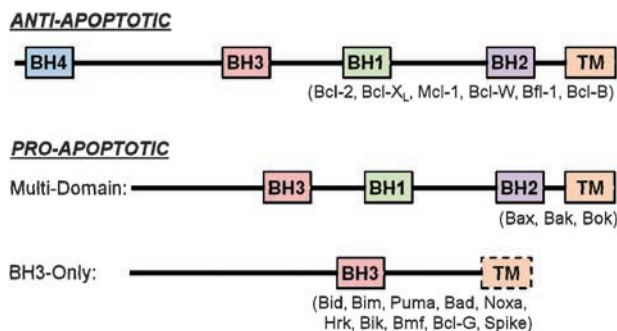 ANTI-APOPTOTIC
BH4 BH3 BH1 BH2 TM
(Bcl-2, Bcl-XL, Mcl-1, Bcl-W, Bfl-1, Bcl-B)
PRO-APOPTOTIC
Multi-Domain: BH3 BH1 BH2 TM
(Bax, Bak, Bok)
BH3-Only: BH3 TM
(Bid, Bim, Puma, Bad, Noxa,
Hrk, Bik, Bmf, Bcl-G, Spike)